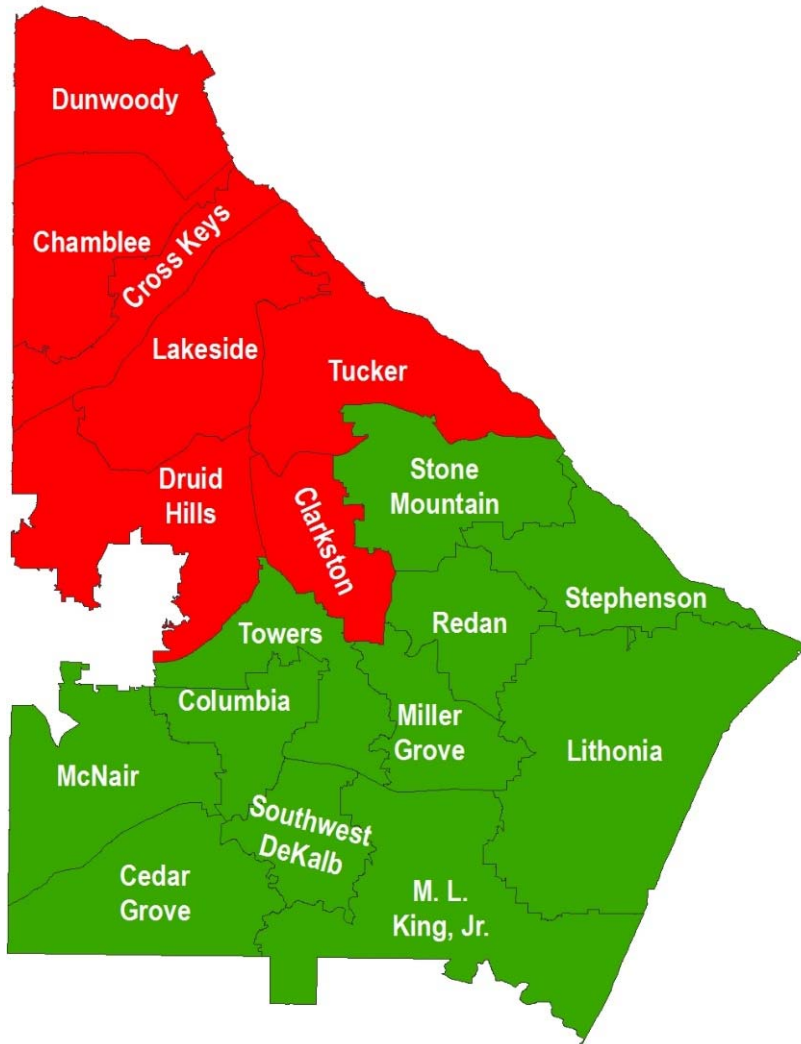 Dunwoody
Chamblee
Cross Keys
Lakeside
Tucker
Druid
Hills
Clarkston
Stone
Mountain
Stephenson
Redan
Towers
Columbia
Miller
Grove
Lithonia
McNair
Southwest
DeKalb
Cedar
Grove
M. L.
King, Jr.